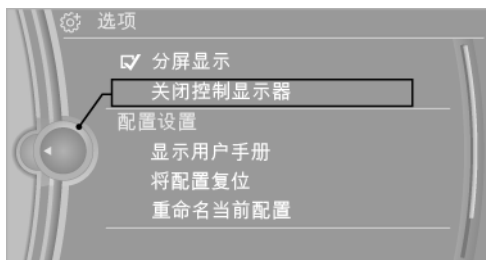 选项
分屏显示
关闭控制显示器
配置设置
显示用户手册
将配置复位
重命名当前配置